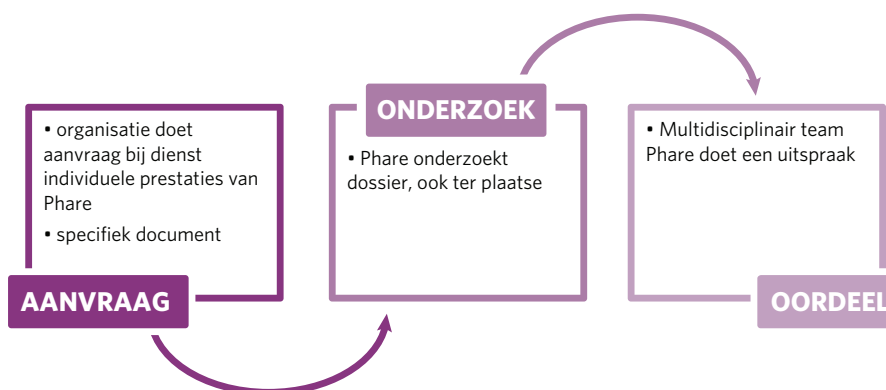 • organisatie doet
aanvraag bij dienst
individuele prestaties van
Phare
• specifiek document
AANVRAAG
ONDERZOEK
• Phare onderzoekt
dossier, ook ter plaatse
• Multidisciplinair team
Phare doet een uitspraak
OORDEEL